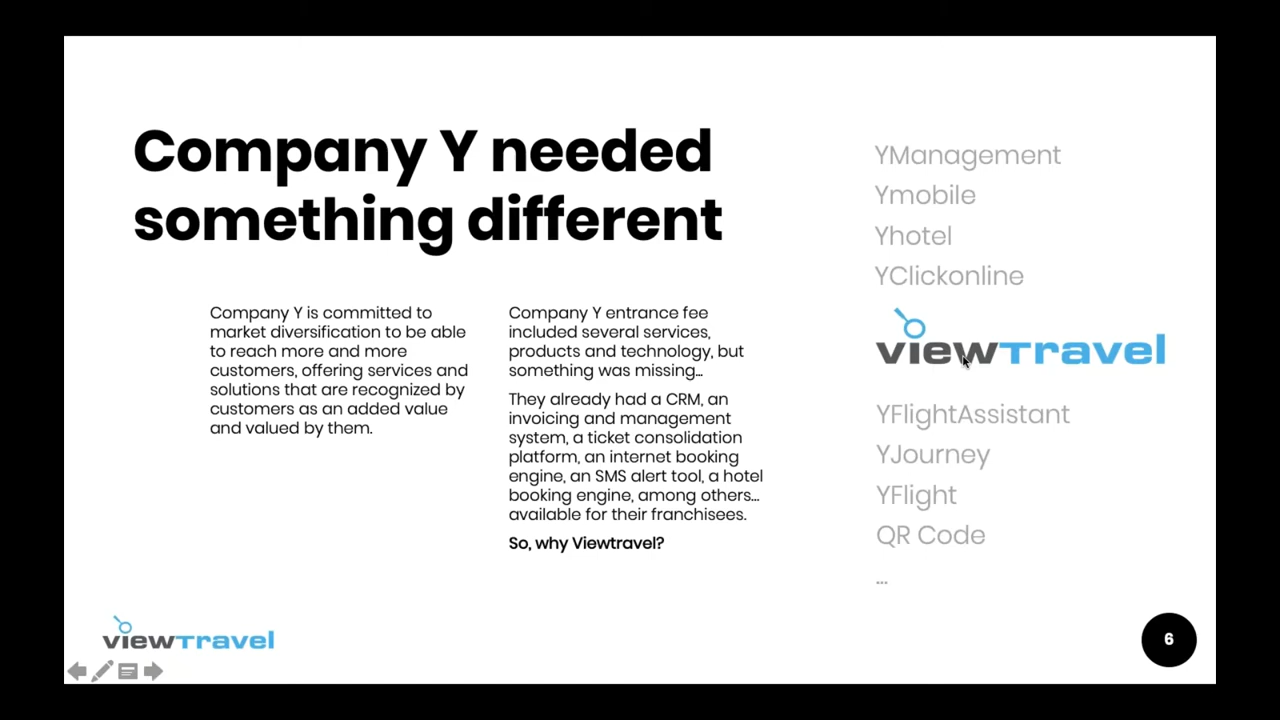 Company Y needed
something different
Company Y is committed to
market diversification to be able
to reach more and more
customers, offering services and
solutions that are recognized by
customers as an added value
and valued by them.
Company Y entrance fee
included several services,
products and technology, but
something was missing...
They already had a CRM, an
invoicing and management
system, a ticket consolidation
platform, an internet booking
engine, an SMS alert tool, a hotel
booking engine, among others...
available for their franchisees.
So, why Viewtravel?
YManagement
Ymobile
Yhotel
YClickonline
viewTravel
YFlightAssistant
YJourney
YFlight
QR Code
...
viewTravel
6